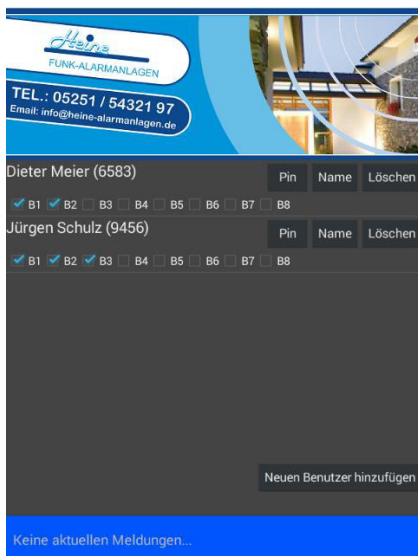 Heine
FUNK-ALARMANLAGEN
TEL.: 05251 / 54321 97
Email: info@heine-alarmanlagen.de
Dieter Meier (6583) Pin Name Löschen
B1 B2 B3 B4 B5 B6 B7 B8
Jürgen Schulz (9456) Pin Name Löschen
B1 B2 B3 B4 B5 B6 B7 B8
Neuen Benutzer hinzufügen
Keine aktuellen Meldungen...